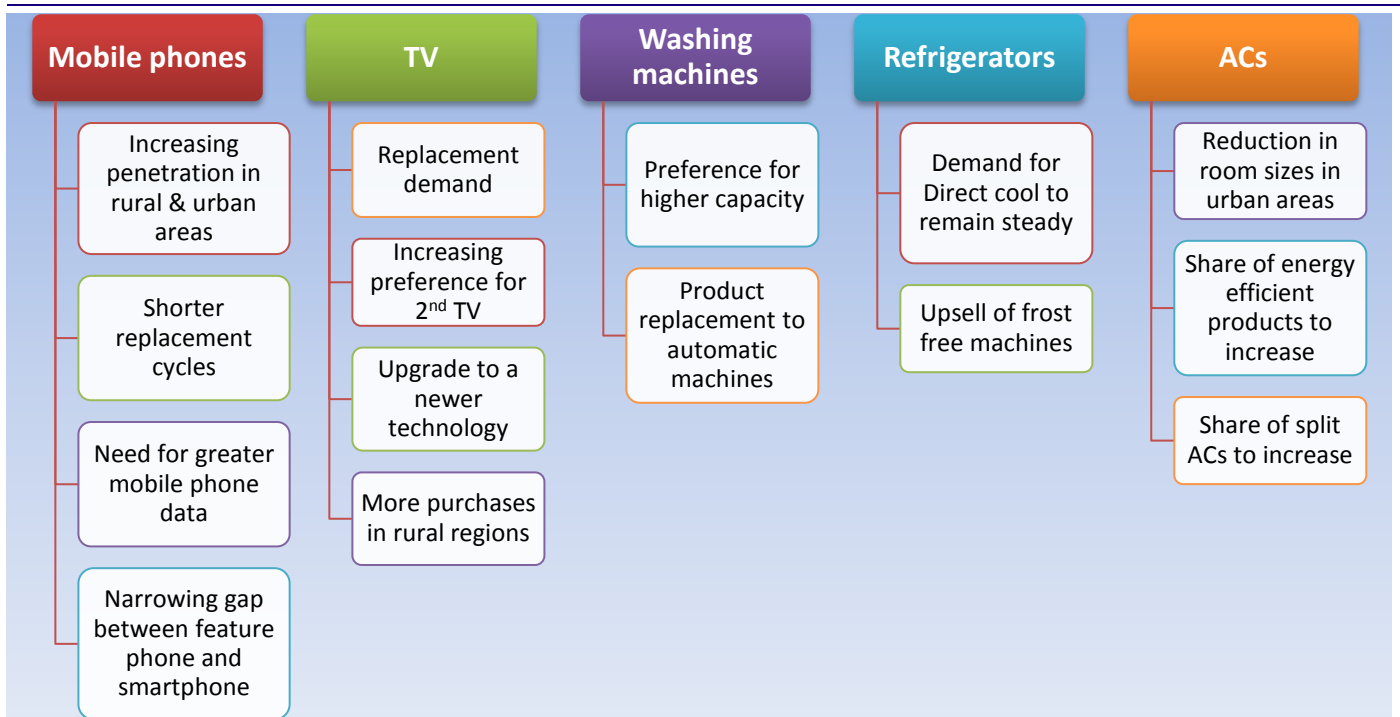 Mobile phones
Increasing
penetration in
rural & urban
areas
Shorter
replacement
cycles
Need for greater
mobile phone
data
Narrowing gap
between feature
phone and
smartphone
TV
Replacement
demand
Increasing
preference for
2nd TV
Upgrade to a
newer
technology
More purchases
in rural regions
Washing
machines
Preference for
higher capacity
Product
replacement to
automatic
machines
Refrigerators
Demand for
Direct cool to
remain steady
Upsell of frost
free machines
ACs
Reduction in
room sizes in
urban areas
Share of energy
efficient
products to
increase
Share of split
ACs to increase